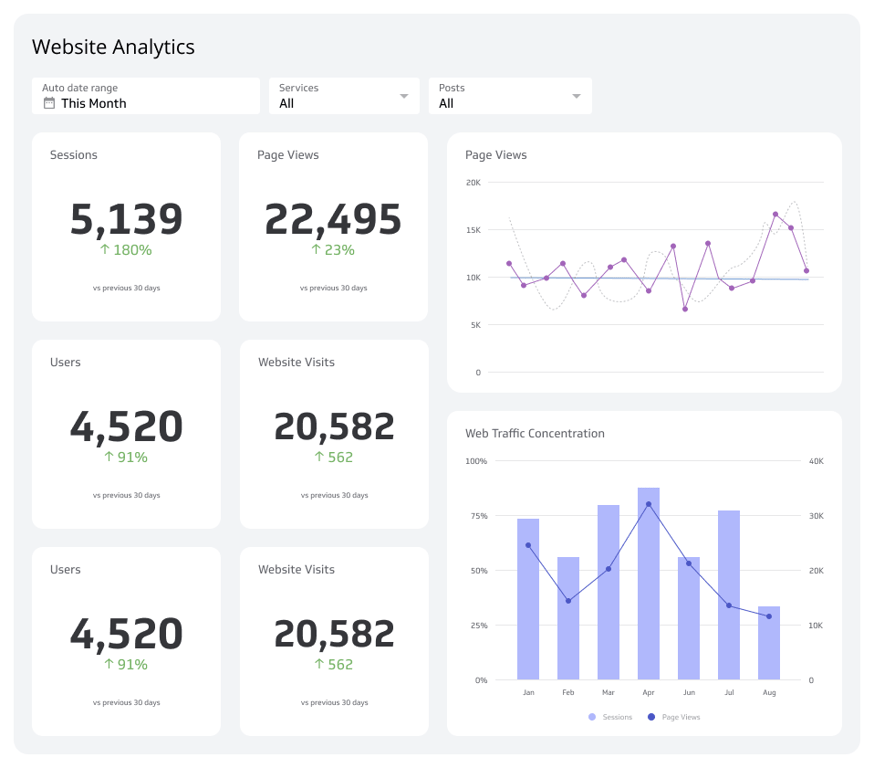 Website Analytics
Auto date range
This Month
Services
All
Posts
All
Sessions
5,139
↑ 180%
vs previous 30 days
Page Views
22,495
↑ 23%
vs previous 30 days
Page Views
20K
15K
10K
5K
0
Users
4,520
↑ 91%
vs previous 30 days
Website Visits
20,582
↑ 562
vs previous 30 days
Web Traffic Concentration
100% 40K
75% 30K
50% 20K
25% 10K
0% 0
Jan Feb Mar Apr Jun Jul Aug
Sessions Page Views
Users
4,520
↑ 91%
vs previous 30 days
Website Visits
20,582
↑ 562
vs previous 30 days